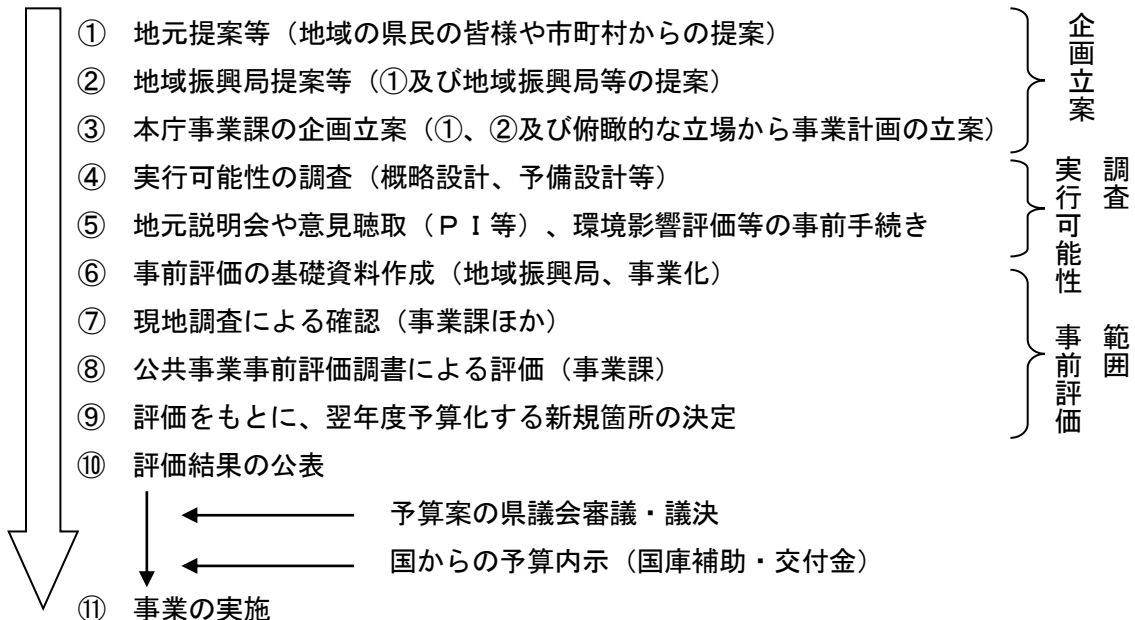 ① 地元提案等（地域の県民の皆様や市町村からの提案）
② 地域振興局提案等（①及び地域振興局等の提案）
③ 本庁事業課の企画立案（①、②及び俯瞰的な立場から事業計画の立案）
企画立案
④ 実行可能性の調査（概略設計、予備設計等）
⑤ 地元説明会や意見聴取（ＰＩ等）、環境影響評価等の事前手続き
実行可能性
調査
⑥ 事前評価の基礎資料作成（地域振興局、事業化）
⑦ 現地調査による確認（事業課ほか）
⑧ 公共事業事前評価調書による評価（事業課）
⑨ 評価をもとに、翌年度予算化する新規箇所の決定
事前評価
範囲
⑩ 評価結果の公表
予算案の県議会審議・議決
国からの予算内示（国庫補助・交付金）
⑪ 事業の実施